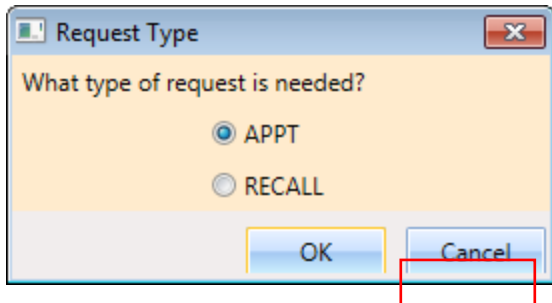 Request Type
What type of request is needed?
APPT
RECALL
OK Cancel